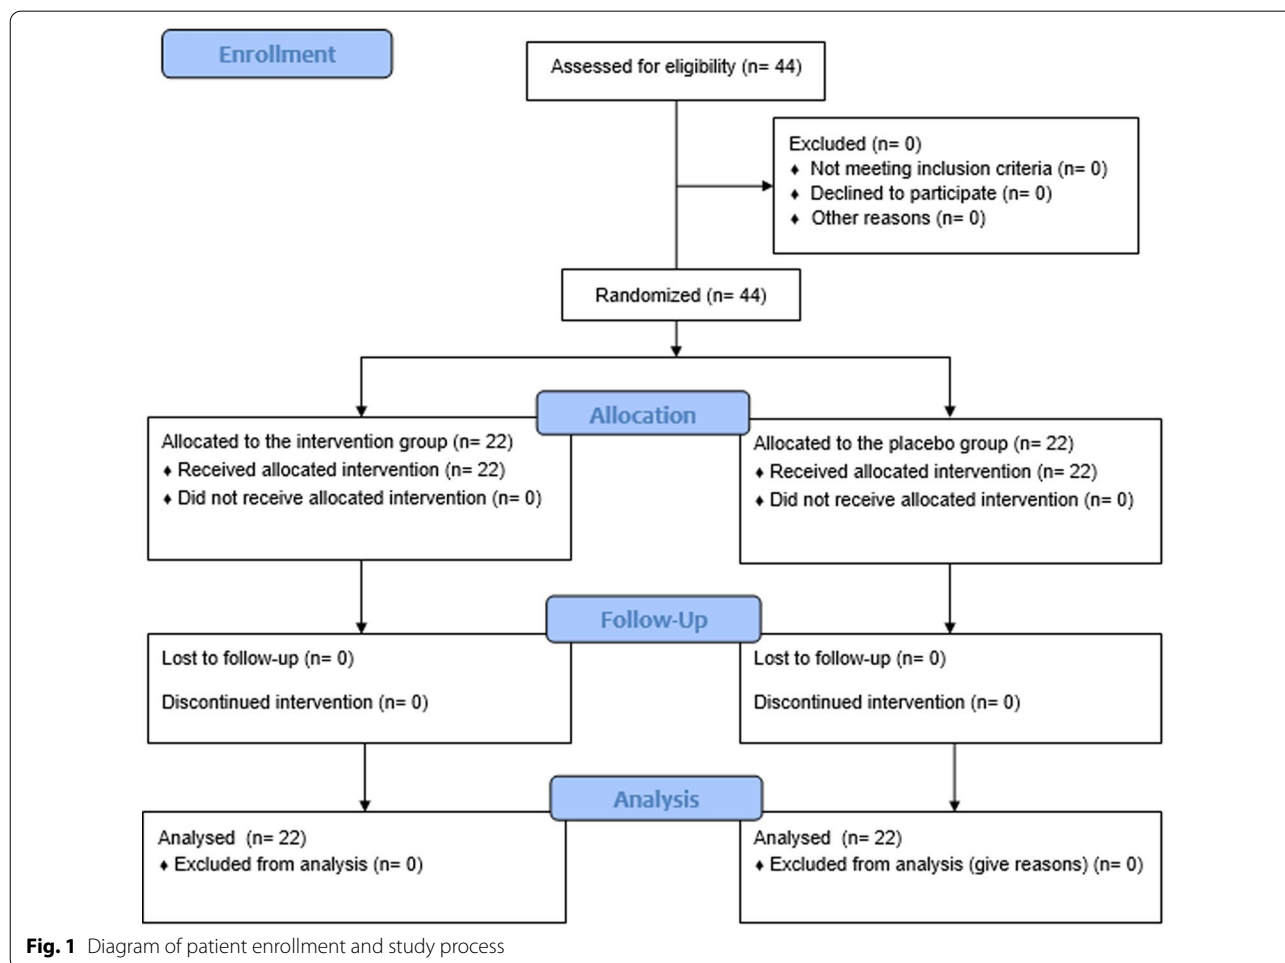 Enrollment
Assessed for eligibility (n= 44)
Excluded (n= 0)
♦ Not meeting inclusion criteria (n= 0)
♦ Declined to participate (n= 0)
♦ Other reasons (n= 0)
Randomized (n= 44)
Allocation
Allocated to the intervention group (n= 22)
♦ Received allocated intervention (n= 22)
♦ Did not receive allocated intervention (n= 0)
Allocated to the placebo group (n= 22)
♦ Received allocated intervention (n= 22)
♦ Did not receive allocated intervention (n= 0)
Follow-Up
Lost to follow-up (n= 0)
Discontinued intervention (n= 0)
Lost to follow-up (n= 0)
Discontinued intervention (n= 0)
Analysis
Analysed (n= 22)
♦ Excluded from analysis (n= 0)
Analysed (n= 22)
♦ Excluded from analysis (give reasons) (n= 0)
Fig. 1 Diagram of patient enrollment and study process